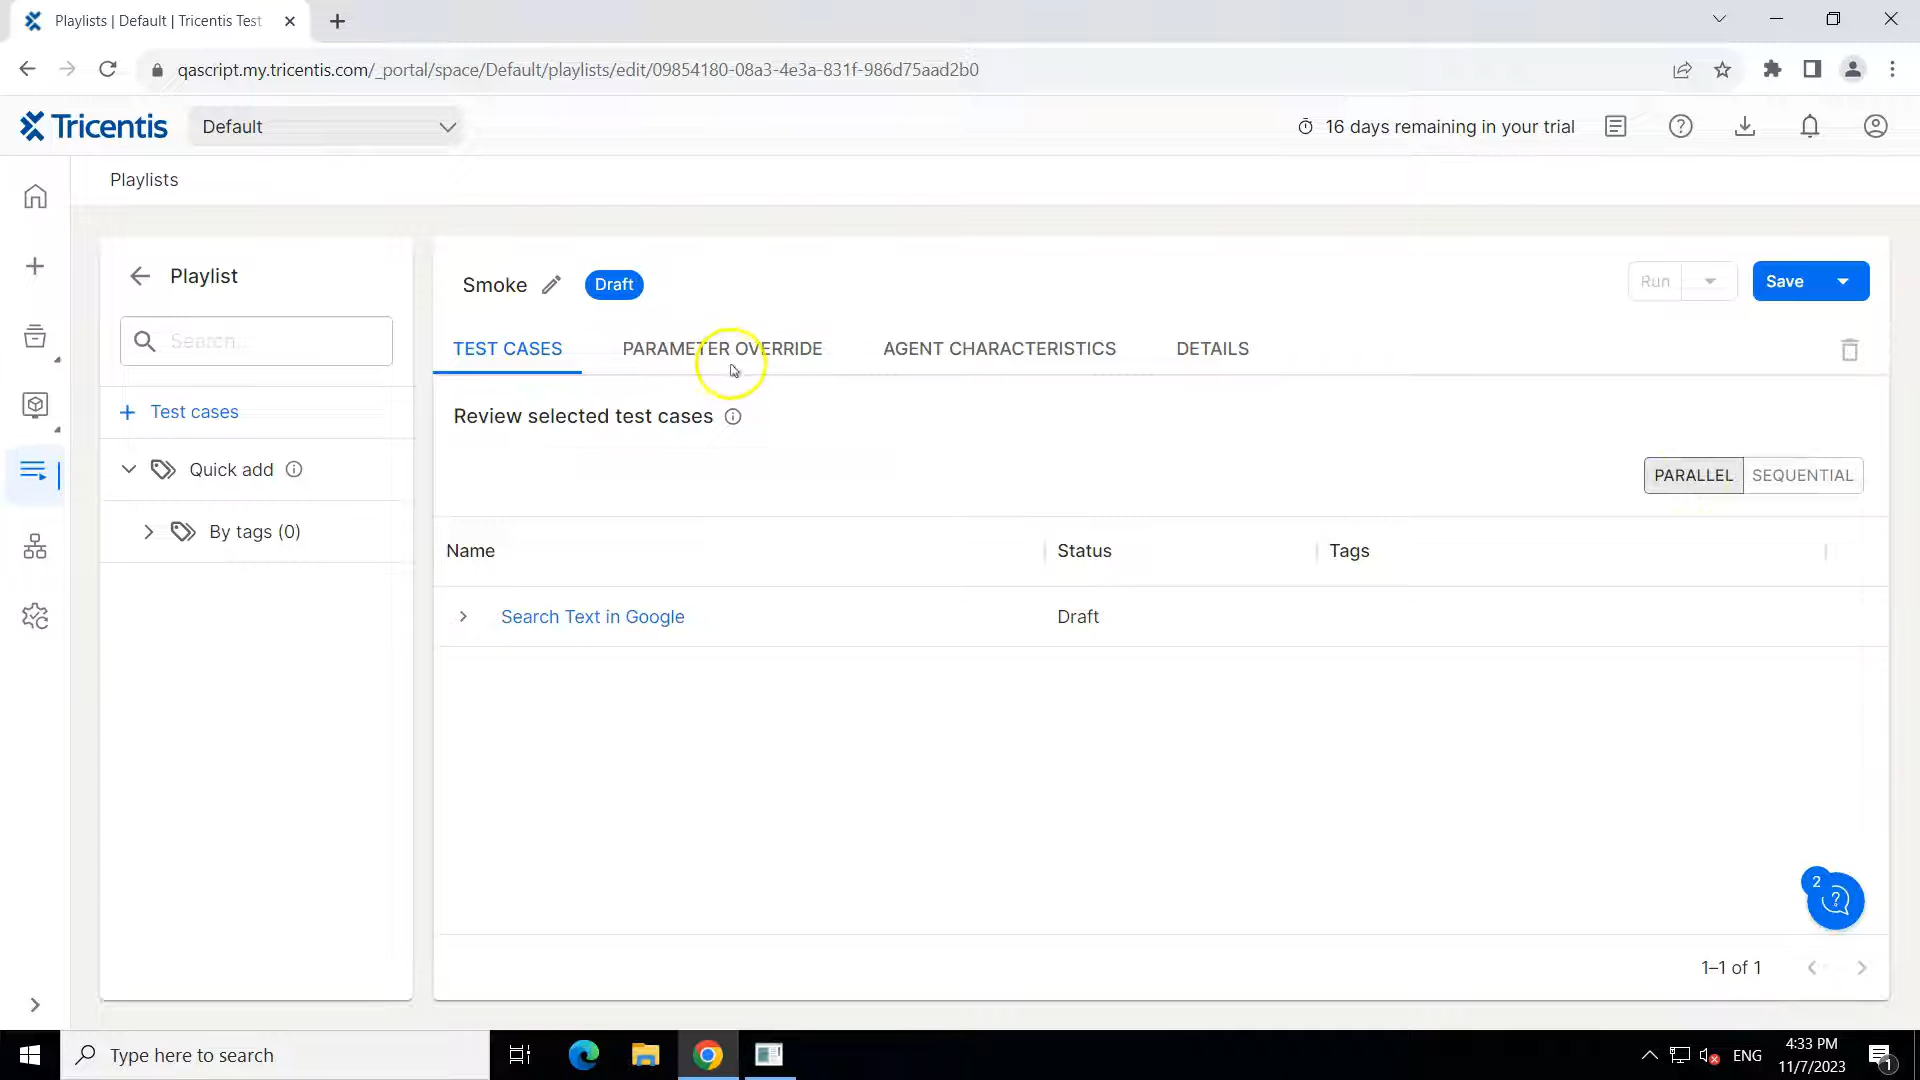 Playlists | Default | Tricentis Test
qascript.my.tricentis.com/_portal/space/Default/playlists/edit/09854180-08a3-4e3a-831f-986d75aad2b0
Tricentis
Default
16 days remaining in your trial
Playlists
Playlist
Search...
Test cases
Quick add
By tags (0)
Smoke
Draft
Run
Save
TEST CASES
PARAMETER OVERRIDE
AGENT CHARACTERISTICS
DETAILS
Review selected test cases
PARALLEL
SEQUENTIAL
Name
Status
Tags
Search Text in Google
Draft
2
1–1 of 1
Type here to search
ENG
4:33 PM
11/7/2023
1